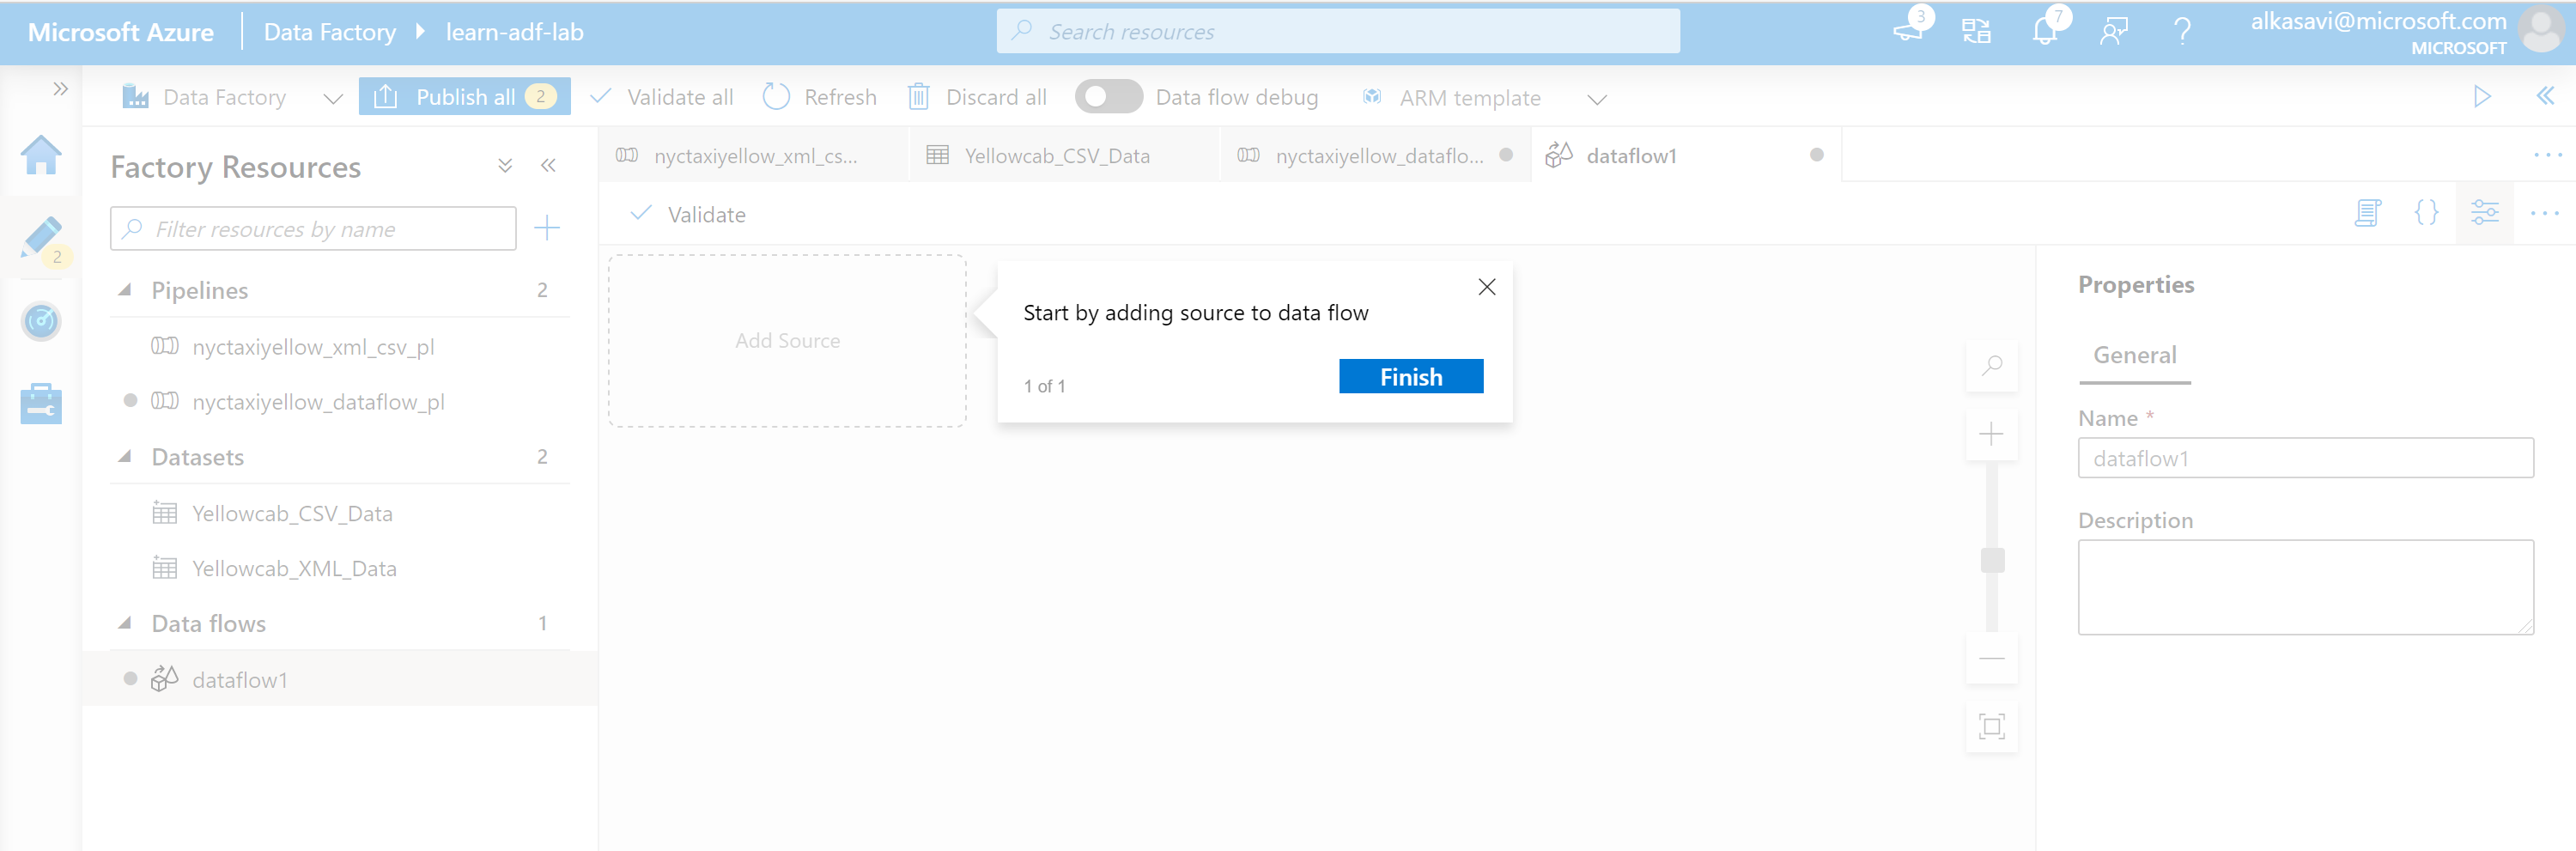 Microsoft Azure
Data Factory
learn-adf-lab
Search resources
3
7
alkasavi@microsoft.com
MICROSOFT
Data Factory
Publish all
2
Validate all
Refresh
Discard all
Data flow debug
ARM template
Factory Resources
nyctaxiyellow_xml_cs...
Yellowcab_CSV_Data
nyctaxiyellow_dataflo...
dataflow1
Filter resources by name
2
Validate
{}
Pipelines 2
nyctaxiyellow_xml_csv_pl
nyctaxiyellow_dataflow_pl
Datasets 2
Yellowcab_CSV_Data
Yellowcab_XML_Data
Data flows 1
dataflow1
Add Source
Start by adding source to data flow
1 of 1
Finish
Properties
General
Name *
dataflow1
Description